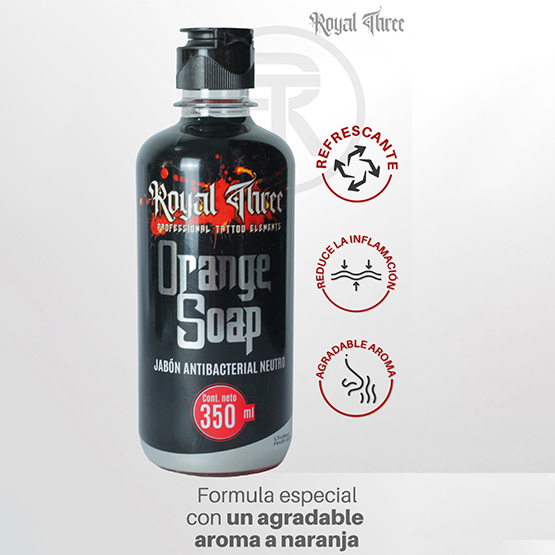 Royal Three
REFRESCANTE
Royal Three
PROFESSIONAL TATTOO ELEMENTS
REDUCE LA INFLAMACIÓN
Orange
Soap
JABÓN ANTIBACTERIAL NEUTRO
AGRADABLE AROMA
Cont. neto
350 ml
Formula especial
con un agradable
aroma a naranja